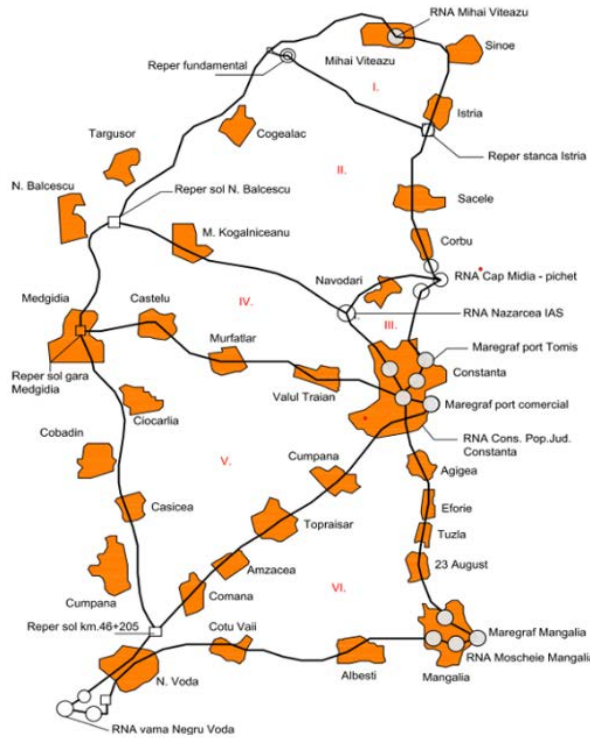 RNA Mihai Viteazu
Sinoe
Mihai Viteazu
Reper fundamental
I.
Istria
Cogealac
Targusor
Reper stanca Istria
II.
N. Balcescu
Reper sol N. Balcescu
Sacele
M. Kogalniceanu
Corbu
Navodari
RNA Cap Midia - pichet
Medgidia
Castelu
IV.
RNA Nazarcea IAS
III.
Murfatlar
Maregraf port Tomis
Reper sol gara
Medgidia
Valul Traian
Constanta
Ciocarlia
Maregraf port comercial
Cobadin
Cumpana
RNA Cons. Pop.Jud.
Constanta
V.
Agigea
Casicea
Eforie
Topraisar
Tuzla
Amzacea
23 August
Cumpana
Comana
VI.
Reper sol km.46+205
Cotu Vaii
Maregraf Mangalia
RNA Moscheie Mangalia
Albesti
Mangalia
N. Voda
RNA vama Negru Voda